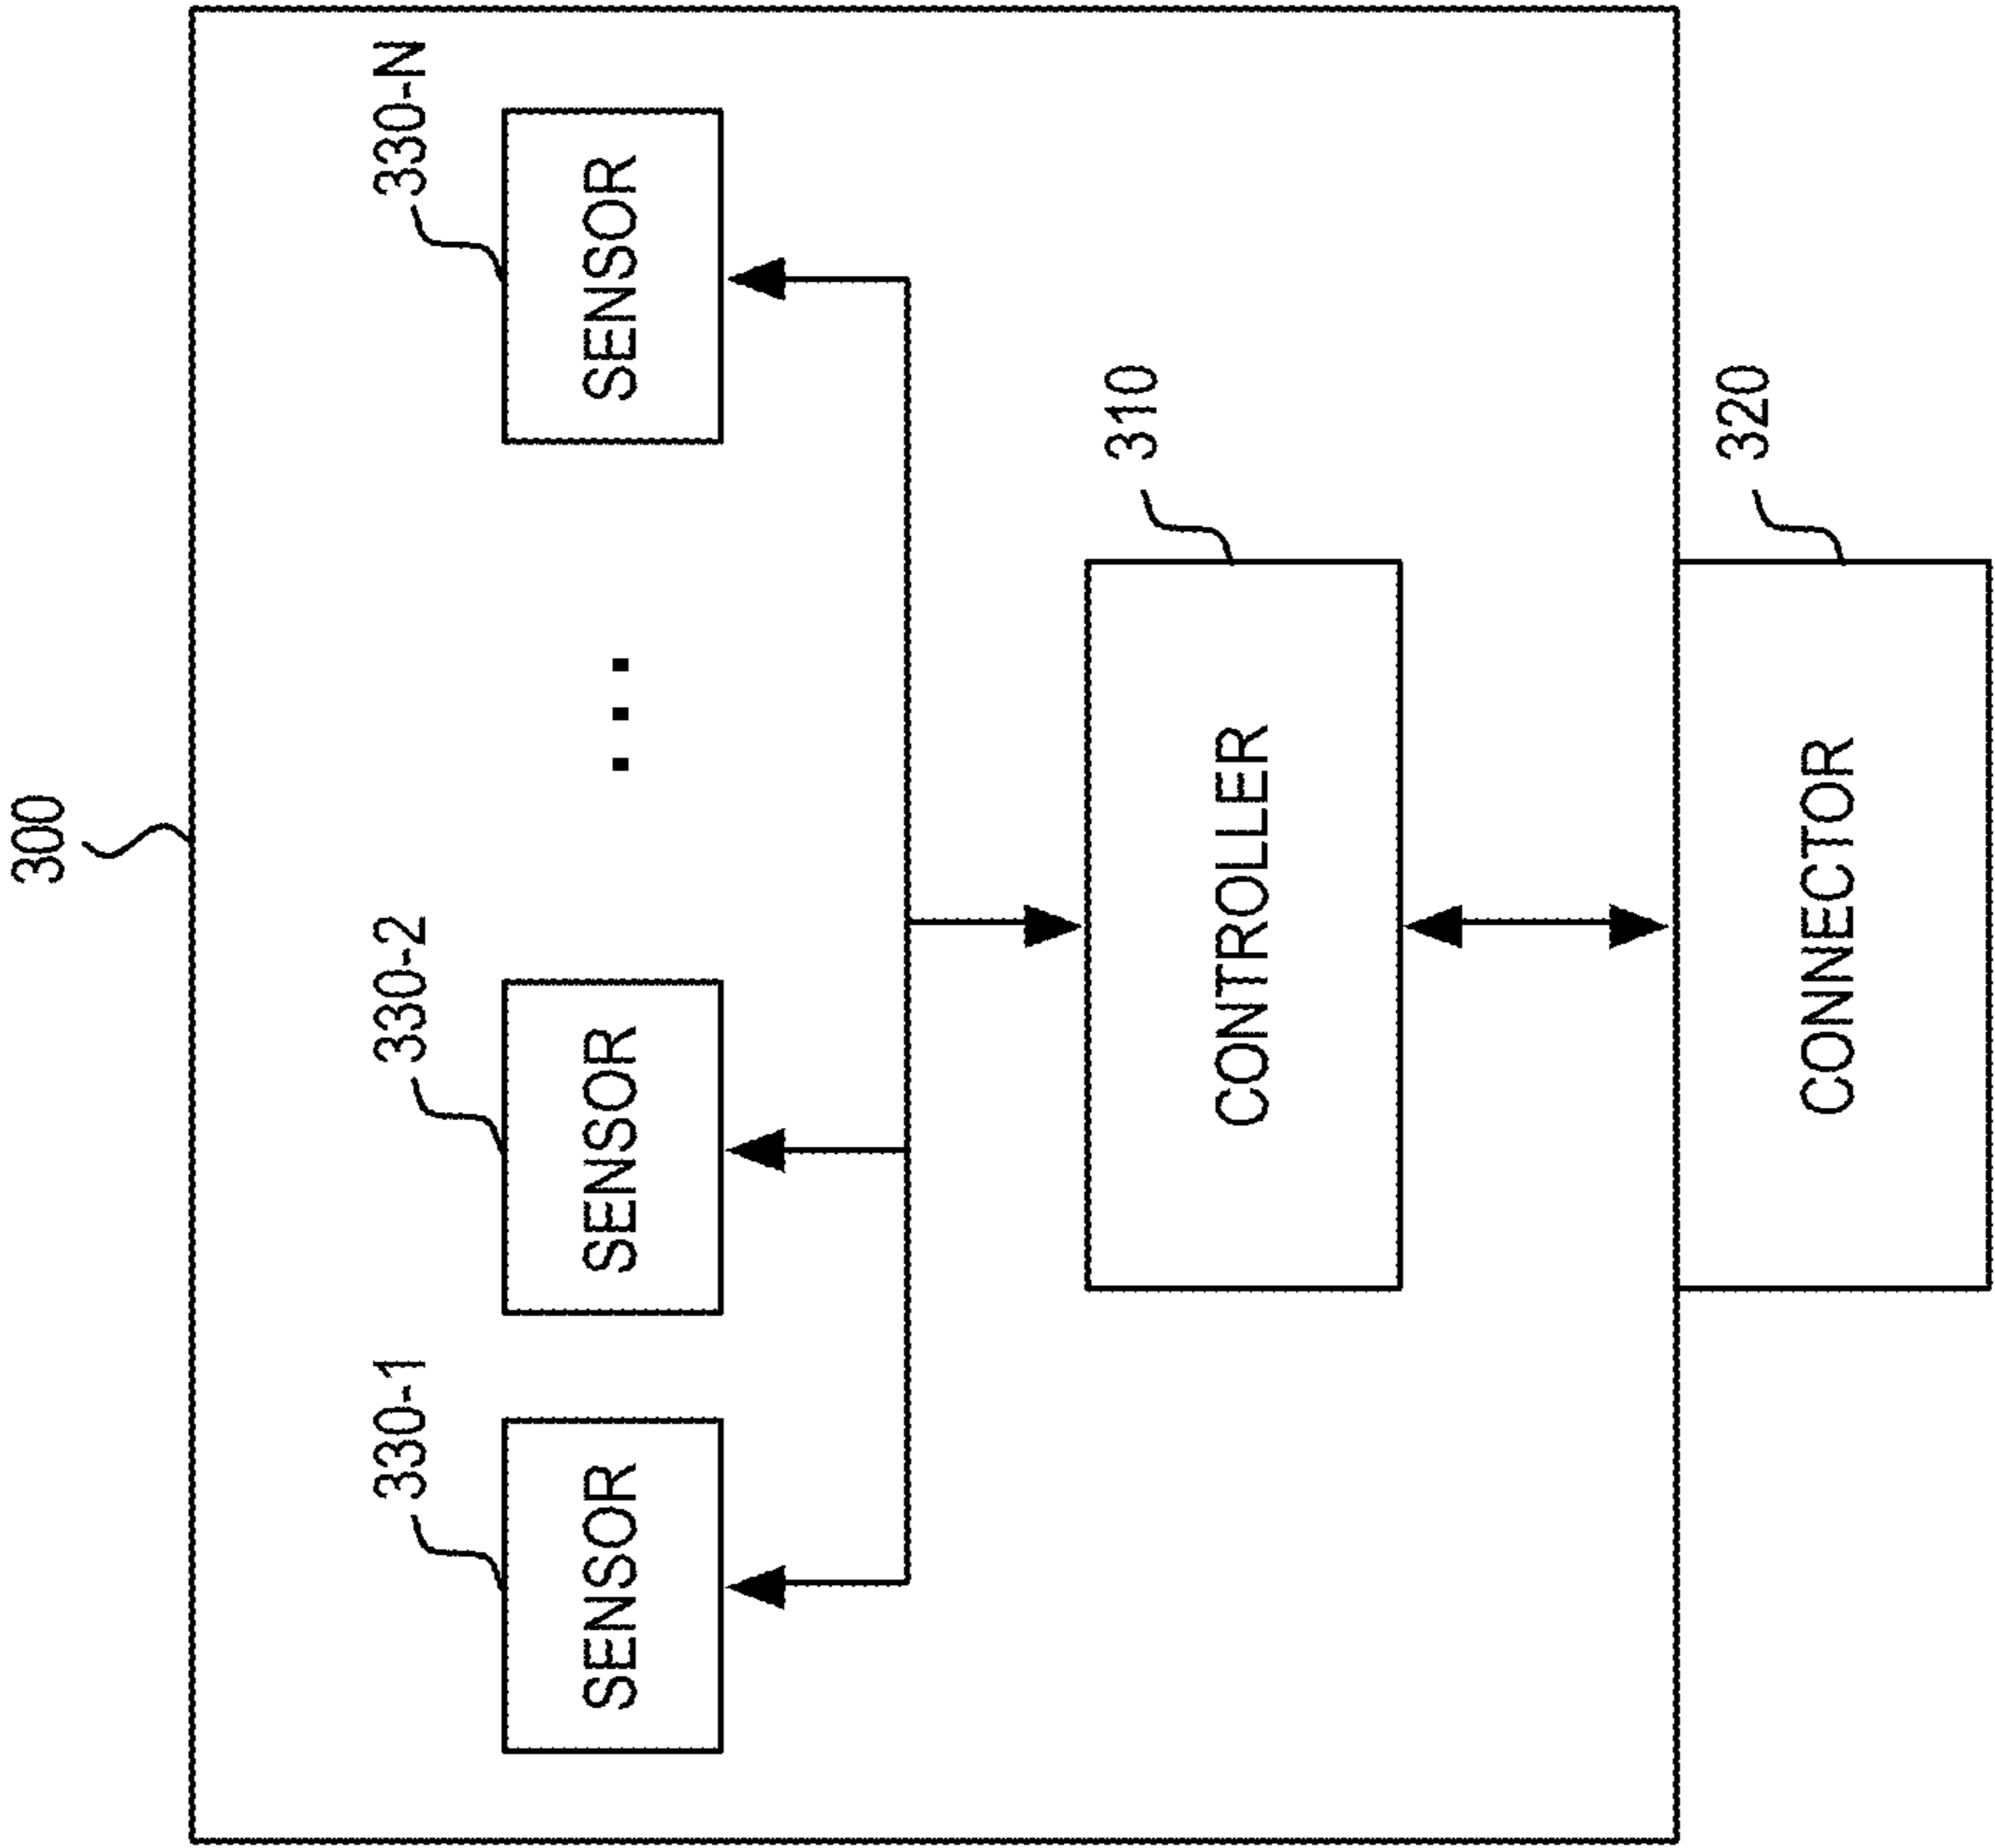 300
330-1
330-2
330-N
SENSOR
SENSOR
...
SENSOR
310
CONTROLLER
320
CONNECTOR